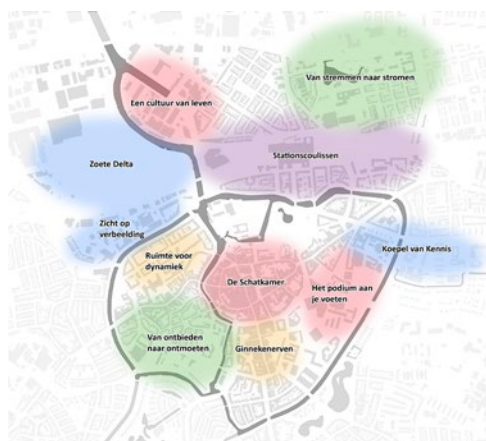 Van stremmen naar stromen
Een cultuur van leven
Stationscoulissen
Zoete Delta
Zicht op
verbeelding
Koepel van Kennis
Ruimte voor
dynamiek
De Schatkamer
Het podium aan
je voeten
Van ontbieden
naar ontmoeten
Ginnekenerven